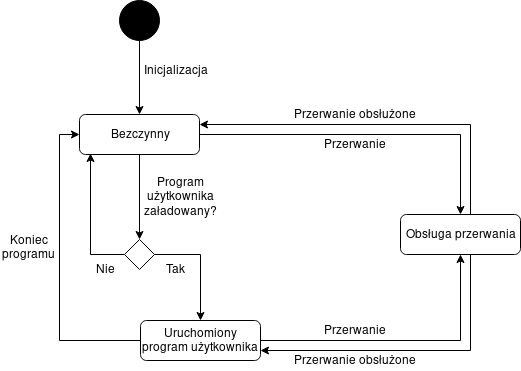 Inicjalizacja
Przerwanie obsłużone
Bezczynny
Przerwanie
Program
użytkownika
załadowany?
Koniec
programu
Obsługa przerwania
Nie
Tak
Uruchomiony
program użytkownika
Przerwanie
Przerwanie obsłużone